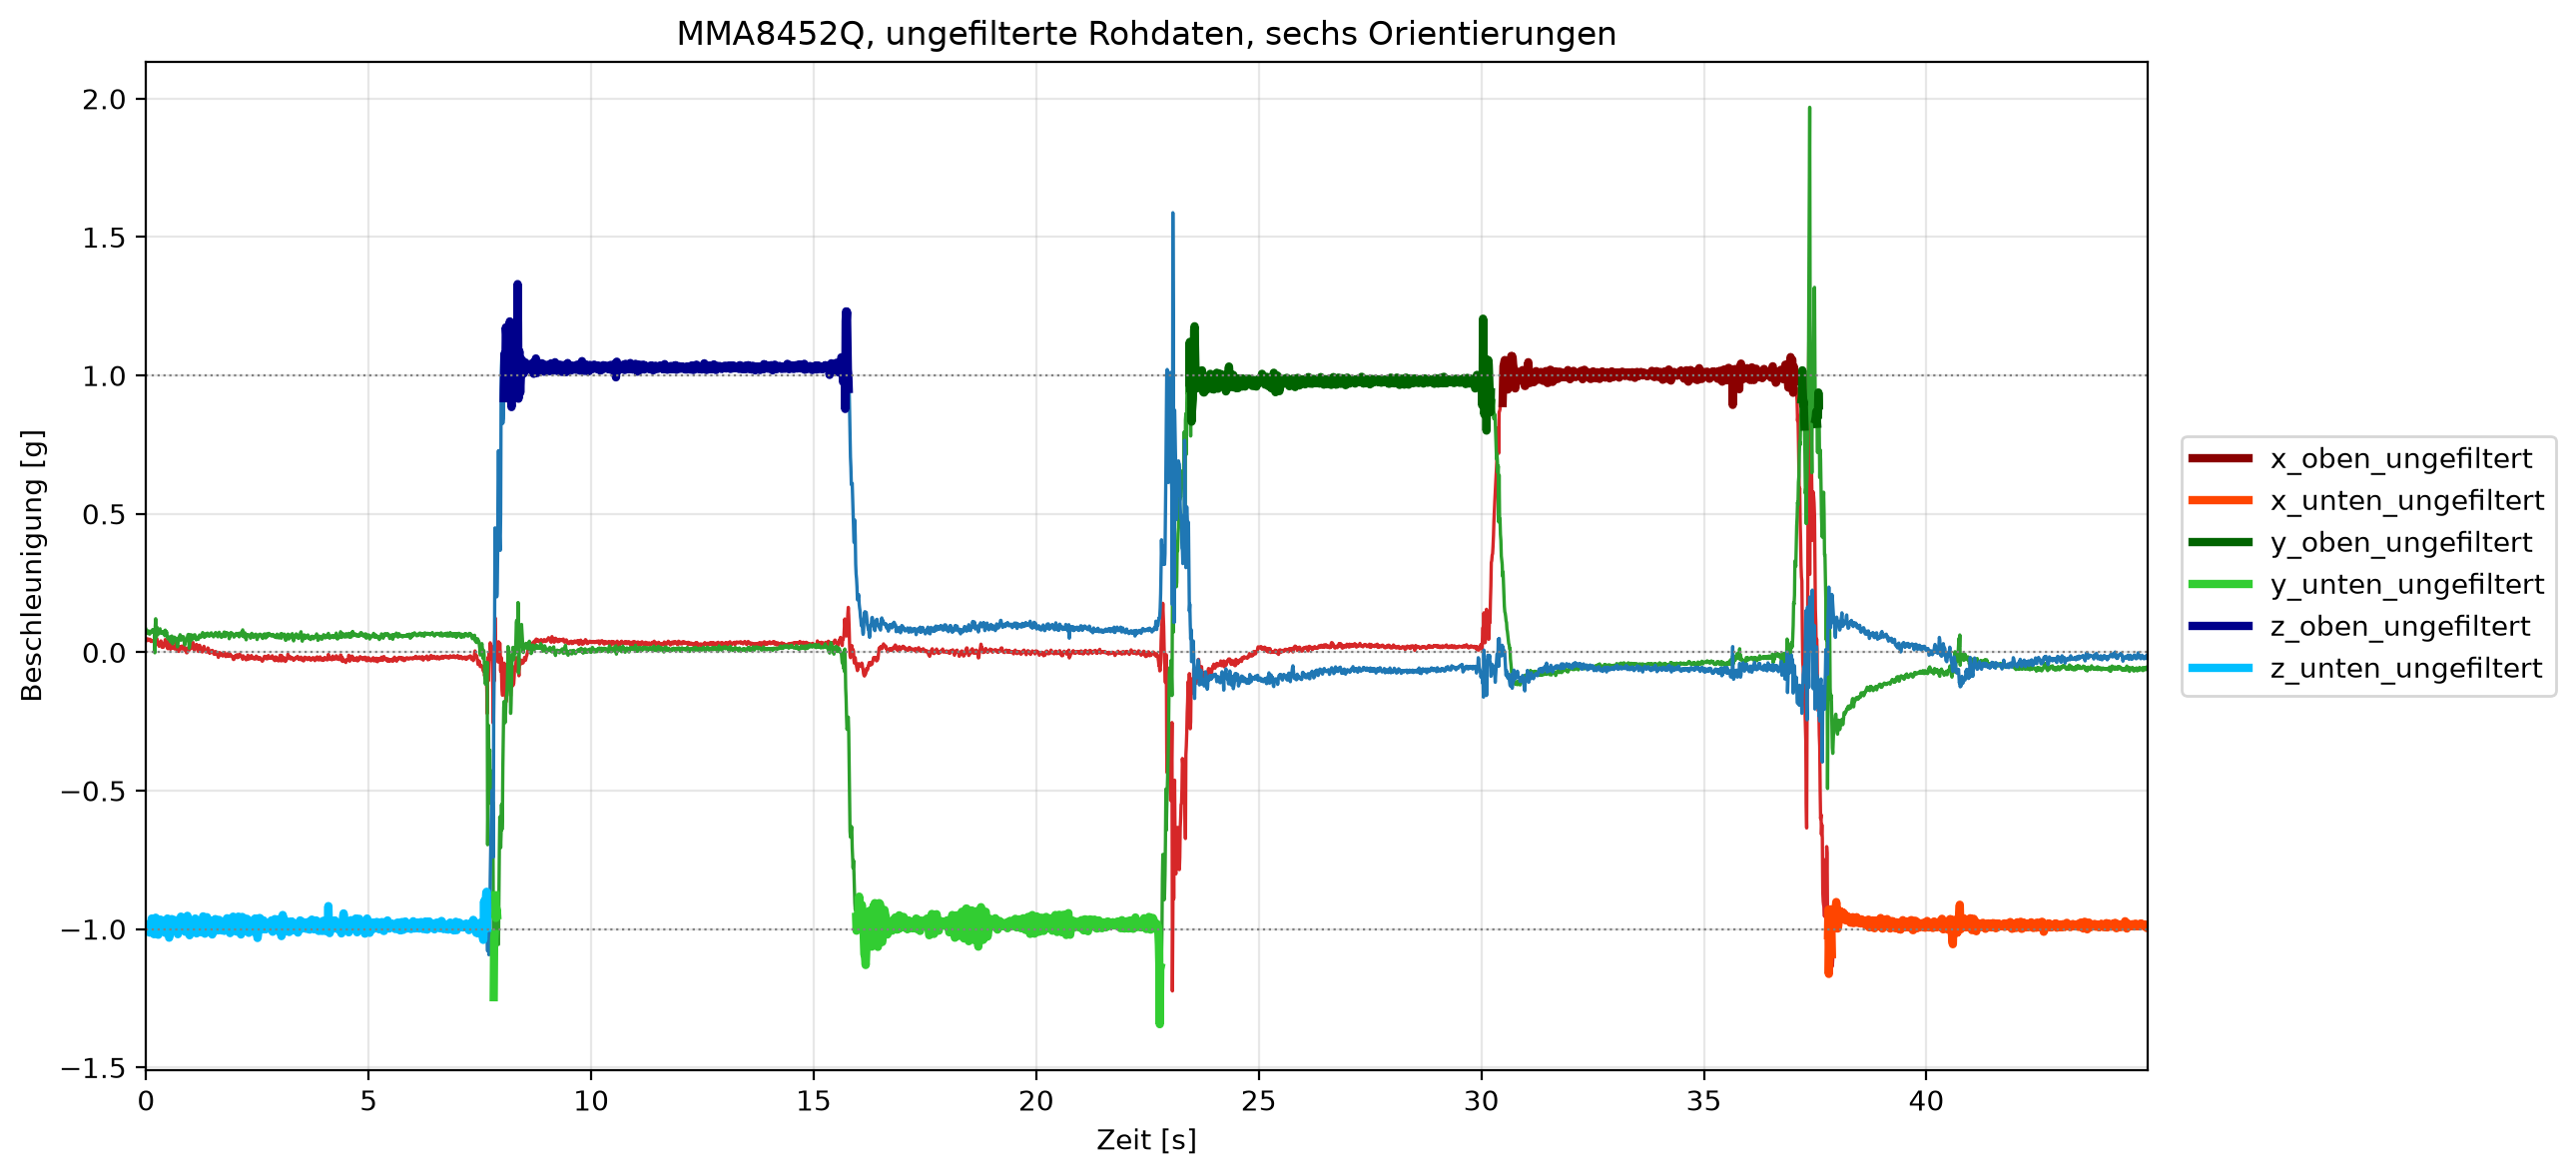 MMA8452Q, ungefilterte Rohdaten, sechs Orientierungen
2.0
1.5
1.0
0.5
0.0
−0.5
−1.0
−1.5
Beschleunigung [g]
0 5 10 15 20 25 30 35 40
Zeit [s]
x_oben_ungefiltert
x_unten_ungefiltert
y_oben_ungefiltert
y_unten_ungefiltert
z_oben_ungefiltert
z_unten_ungefiltert